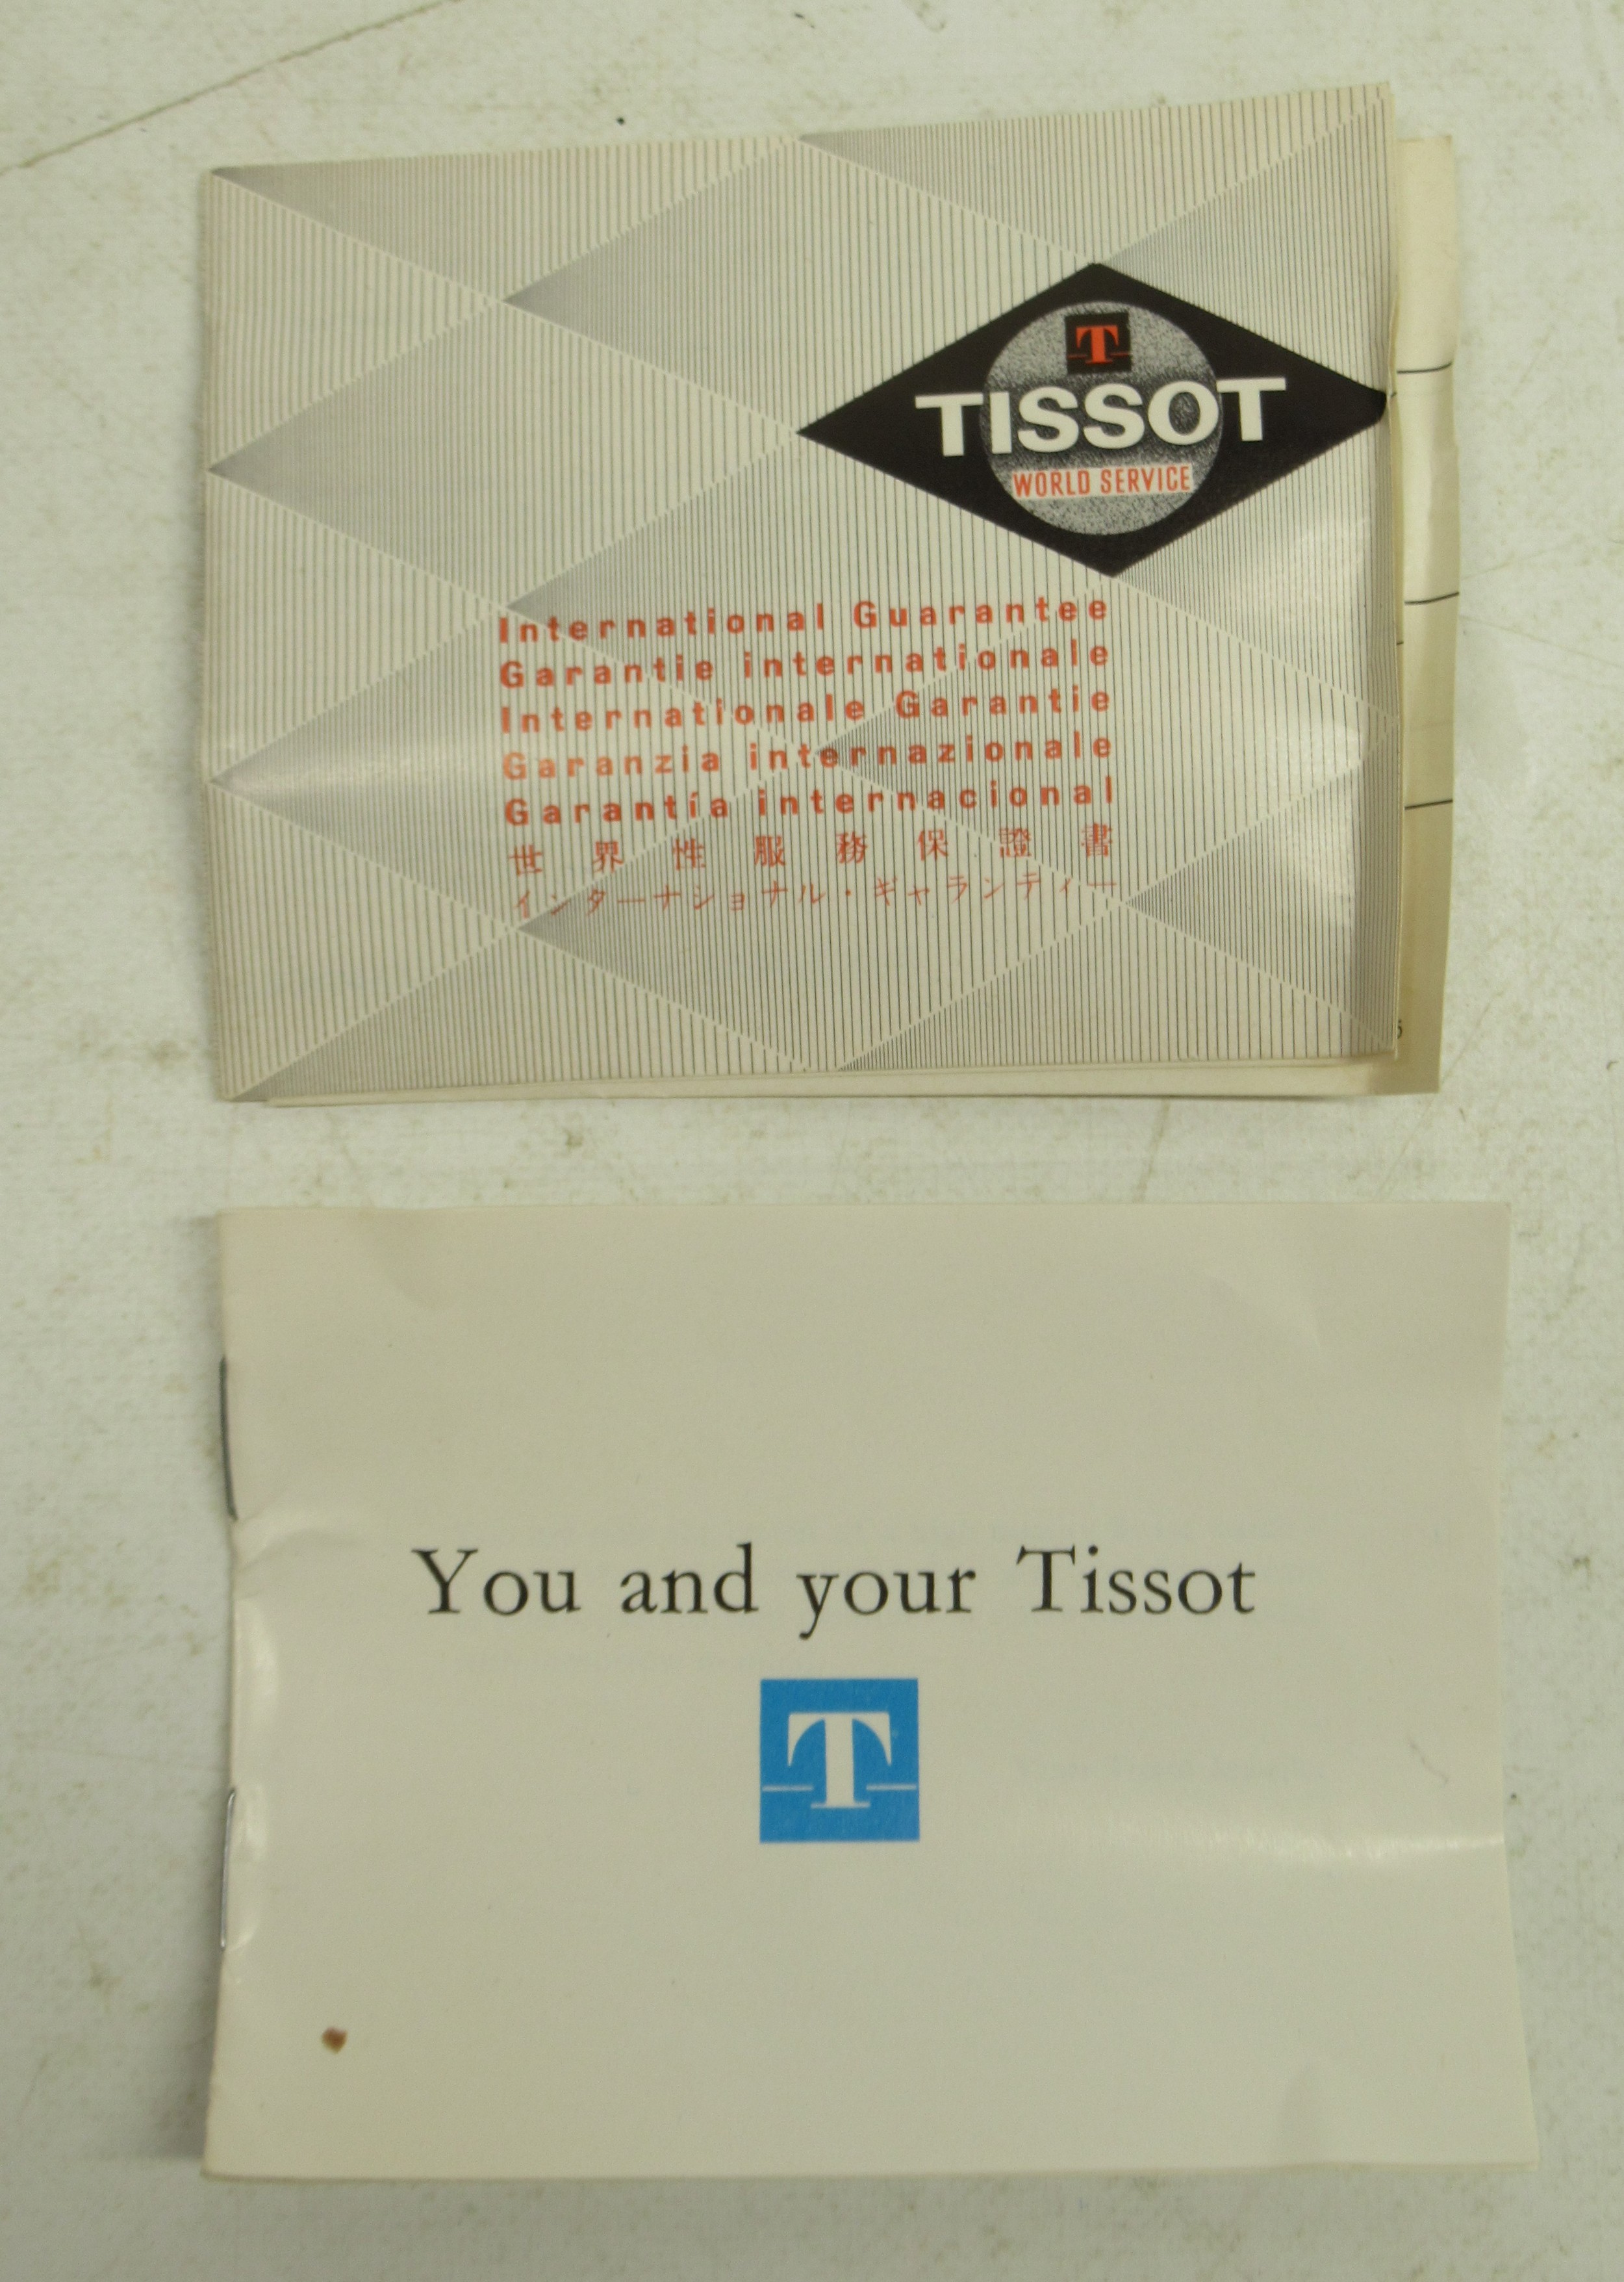 T
TISSOT
WORLD SERVICE
International Guarantee
Garantie internationale
Internationale Garantie
Garanzia internazionale
Garantía internacional
世界性服務保證書
インターナショナル・ギャランティー
You and your Tissot
T